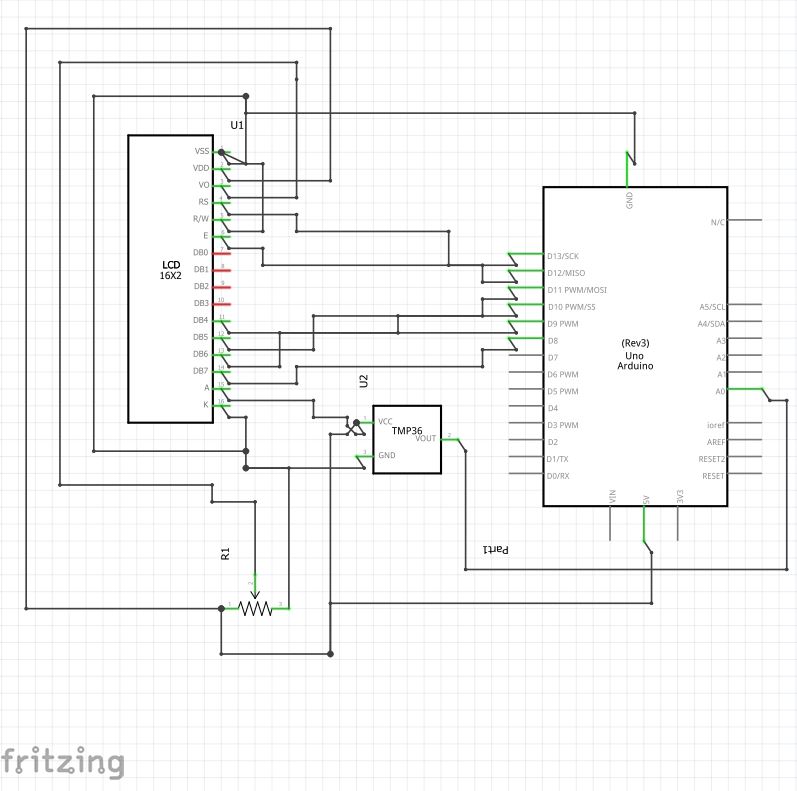 U1
LCD
16X2
VSS
VDD
VO
RS
R/W
E
DB0
DB1
DB2
DB3
DB4
DB5
DB6
DB7
A
K
U2
TMP36
VCC
GND
VOUT
R1
Part1
(Rev3)
Uno
Arduino
GND
N/C
D13/SCK
D12/MISO
D11 PWM/MOSI
D10 PWM/SS
D9 PWM
D8
D7
D6 PWM
D5 PWM
D4
D3 PWM
D2
D1/TX
D0/RX
A5/SCL
A4/SDA
A3
A2
A1
A0
ioref
AREF
RESET2
RESET
VIN
5V
3V3
fritzing